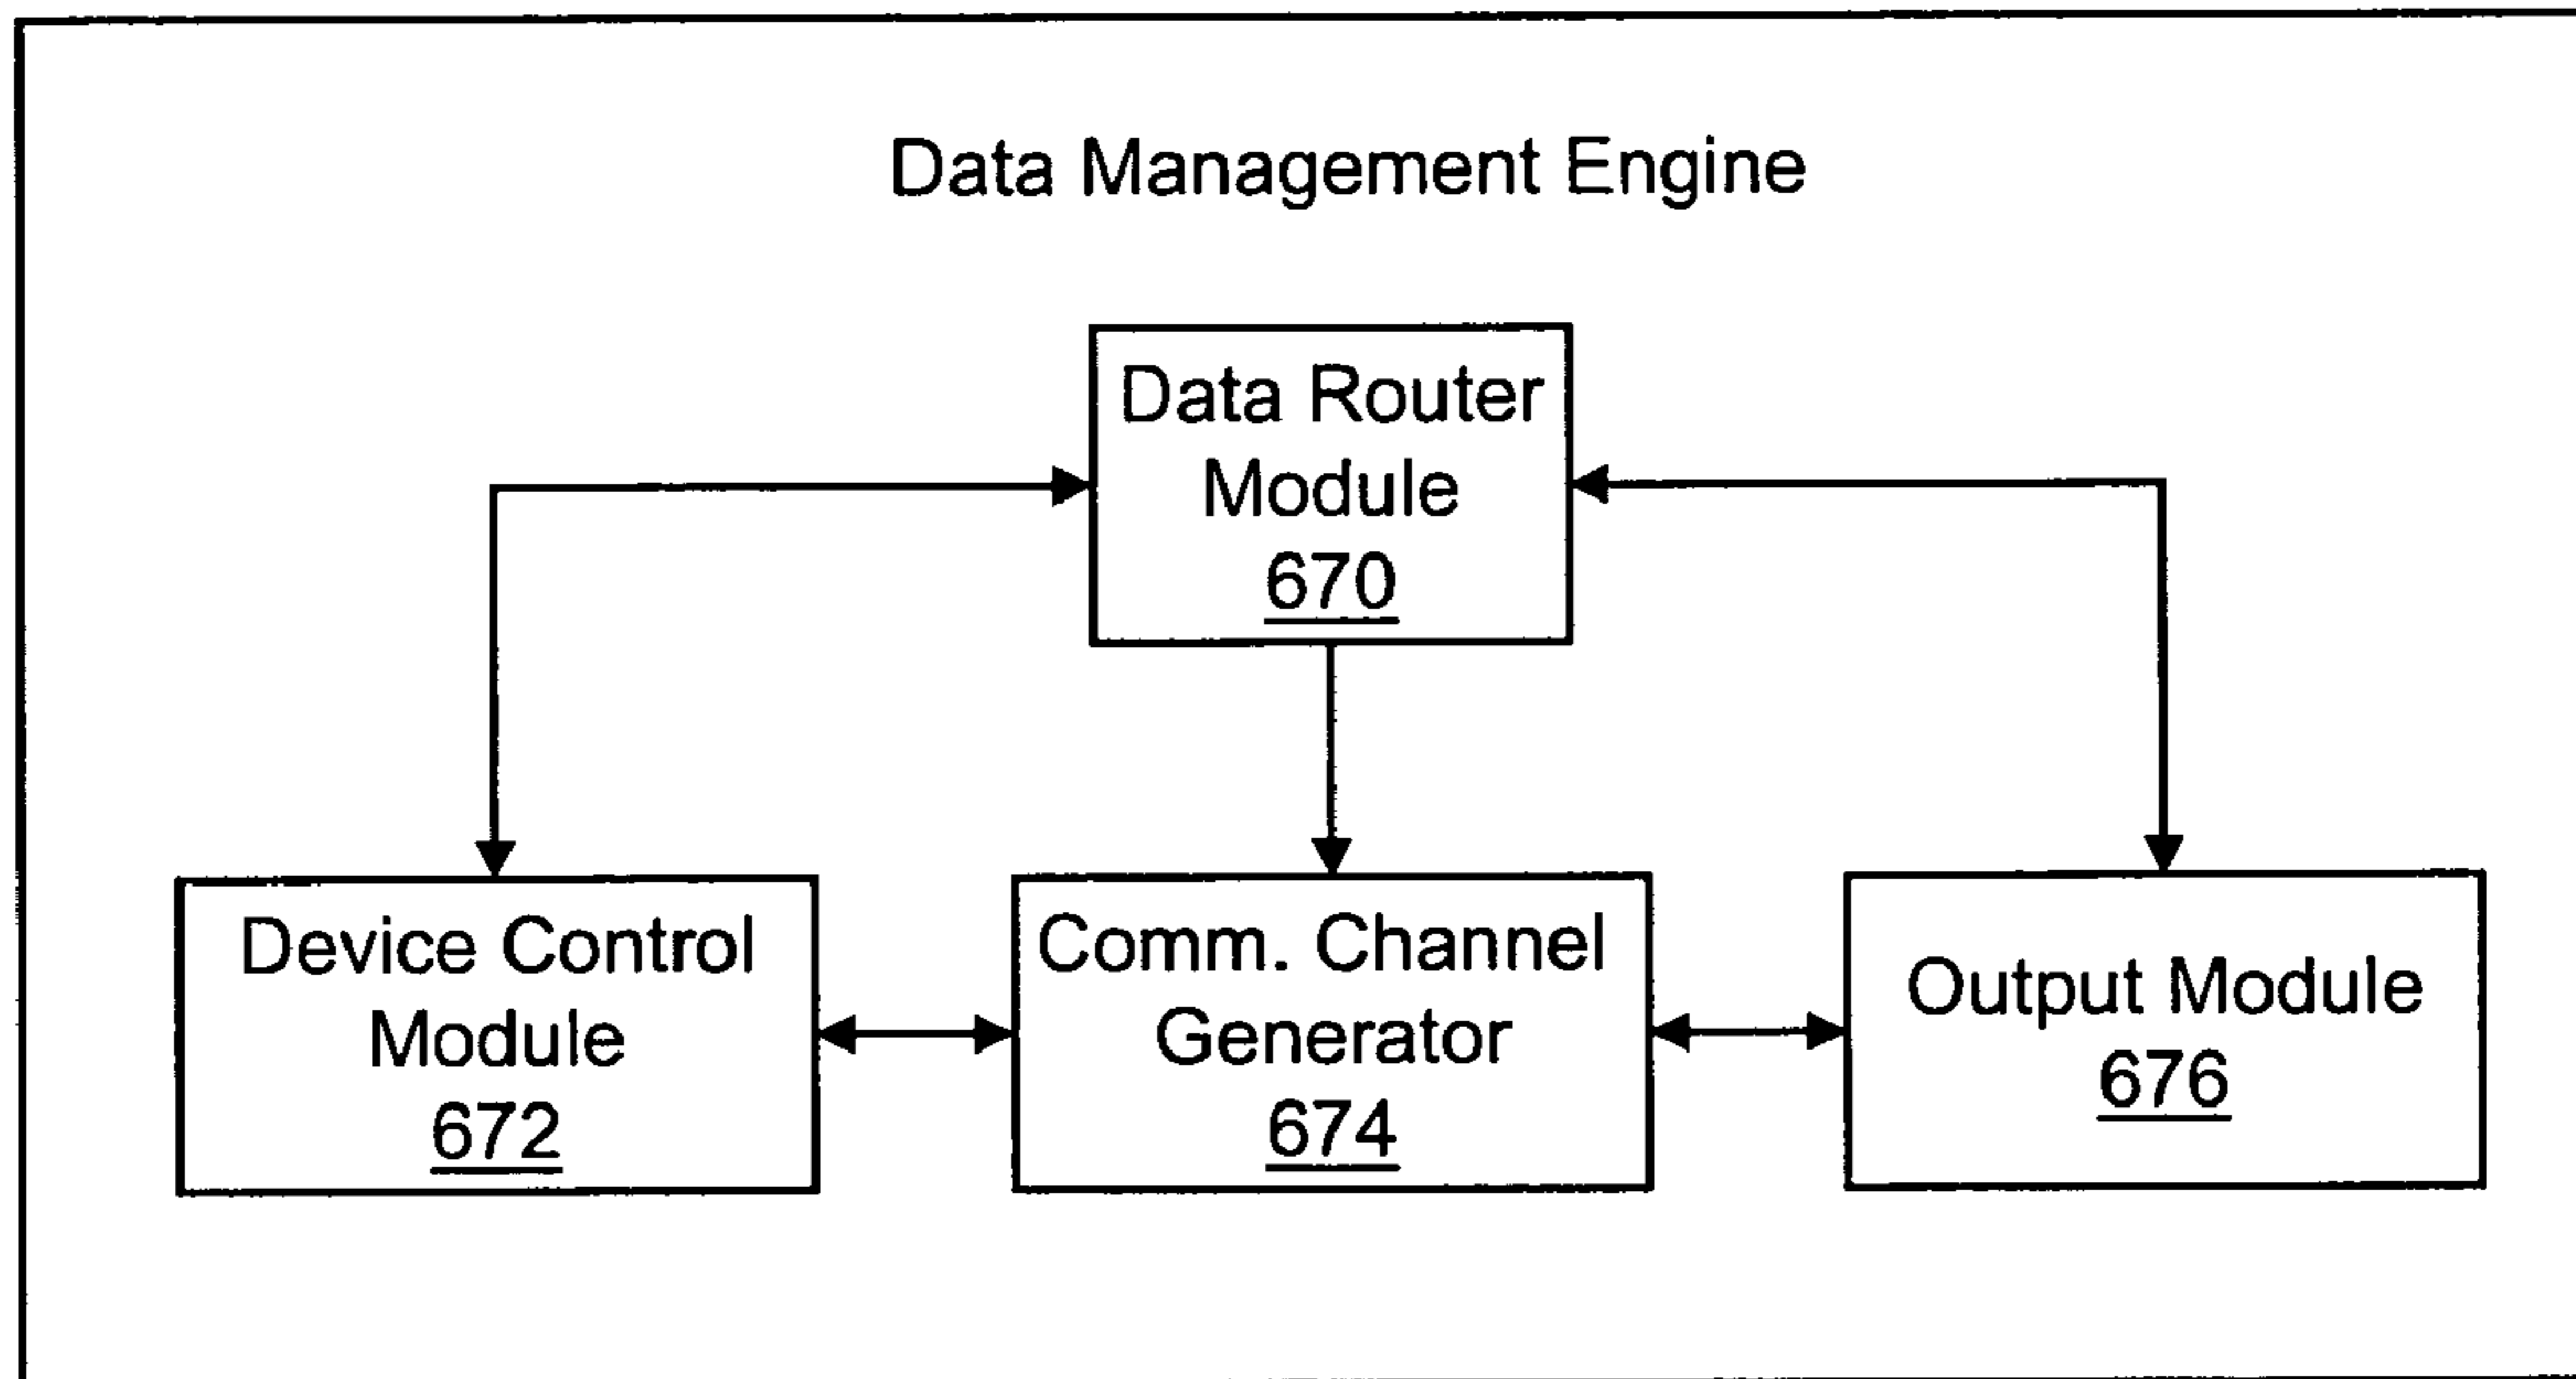 Data Management Engine
Data Router
Module
670
Device Control
Module
672
Comm. Channel
Generator
674
Output Module
676